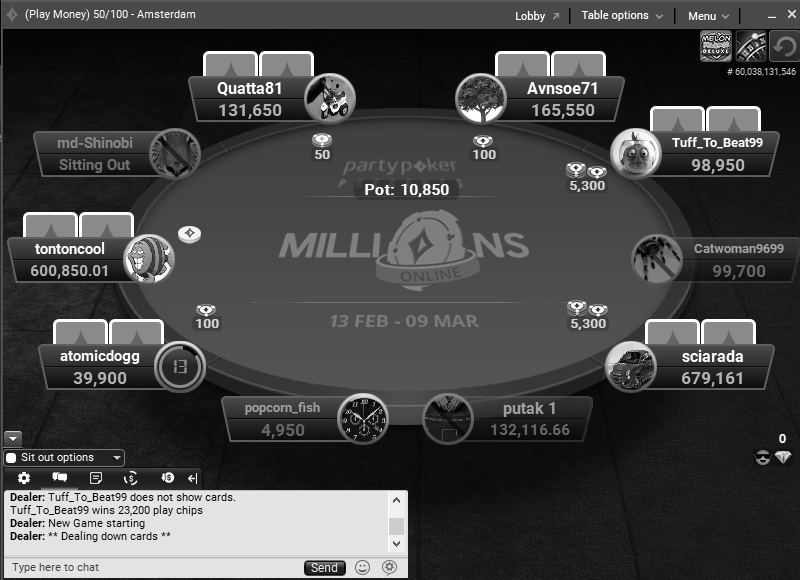 (Play Money) 50/100 - Amsterdam
Lobby
Table options
Menu
MELON
DELUXE
# 60,038,131,546
Quatta81
131,650
Avnsoe71
165,550
50
100
Tuff_To_Beat99
98,950
md-Shinobi
Sitting Out
partypoker
5,300
Pot: 10,850
tontoncool
600,850.01
MILLIONS
ONLINE
Catwoman9699
99,700
100
13 FEB - 09 MAR
5,300
atomicdogg
39,900
13
sciarada
679,161
popcorn_fish
4,950
putak 1
132,116.66
0
Sit out options
Dealer: Tuff_To_Beat99 does not show cards.
Tuff_To_Beat99 wins 23,200 play chips
Dealer: New Game starting
Dealer: ** Dealing down cards **
Type here to chat
Send